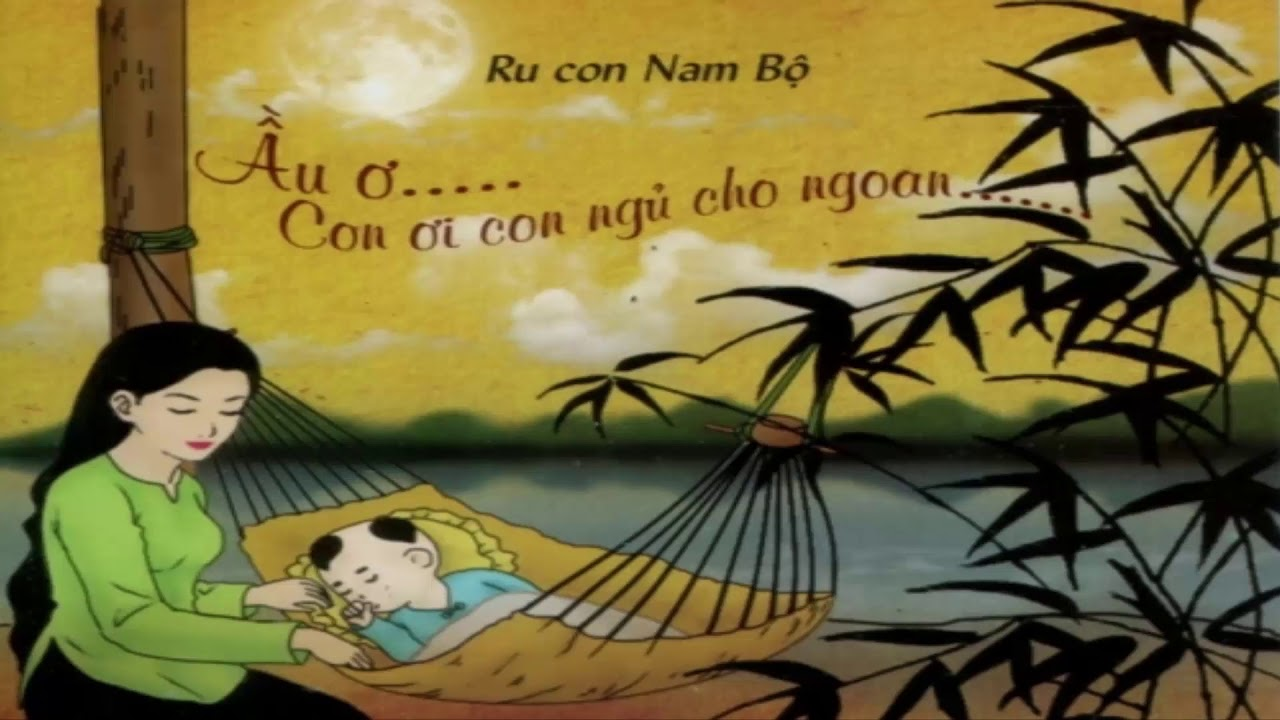 Ru con Nam Bộ
Ầu ơ.....
Con ơi con ngủ cho ngoan.......